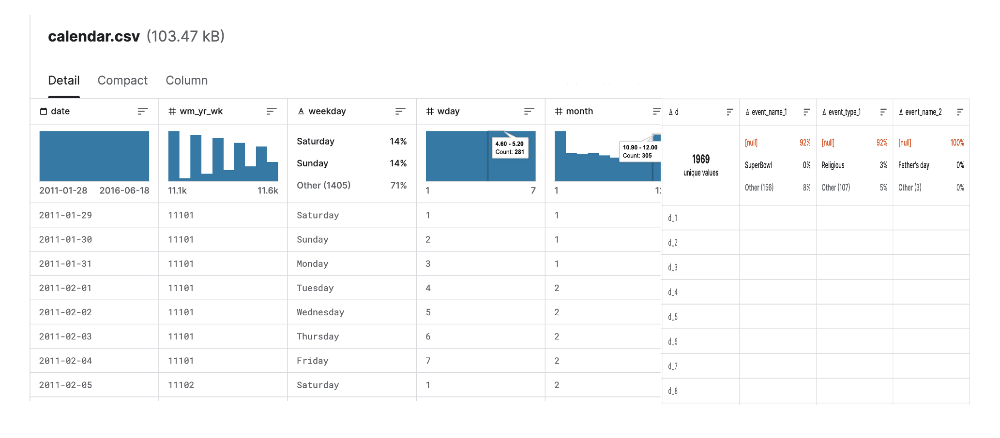 calendar.csv (103.47 kB)
Detail Compact Column
date wm_yr_wk weekday wday month d event_name_1 event_type_1 event_name_2
2011-01-28 2016-06-18
11.1k 11.6k
Saturday 14%
Sunday 14%
Other (1405) 71%
4.60 - 5.20
Count: 281
1 7
10.90 - 12.00
Count: 305
1 12
1969
unique values
[null] 92%
SuperBowl 0%
Other (156) 8%
[null] 92%
Religious 3%
Other (107) 5%
[null] 100%
Father's day 0%
Other (3) 0%
2011-01-29 11101 Saturday 1 1 d_1
2011-01-30 11101 Sunday 2 1 d_2
2011-01-31 11101 Monday 3 1 d_3
2011-02-01 11101 Tuesday 4 2 d_4
2011-02-02 11101 Wednesday 5 2 d_5
2011-02-03 11101 Thursday 6 2 d_6
2011-02-04 11101 Friday 7 2 d_7
2011-02-05 11102 Saturday 1 2 d_8